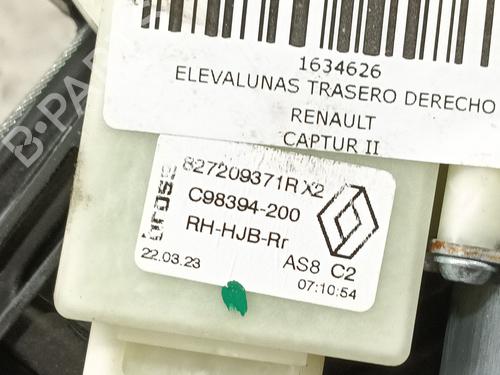 1634626
ELEVALUNAS TRASERO DERECHO
RENAULT
CAPTUR II
827209371R X2
brose
C98394-200
RH-HJB-Rr
22.03.23
AS8 C2
07:10:54
B-PARTS